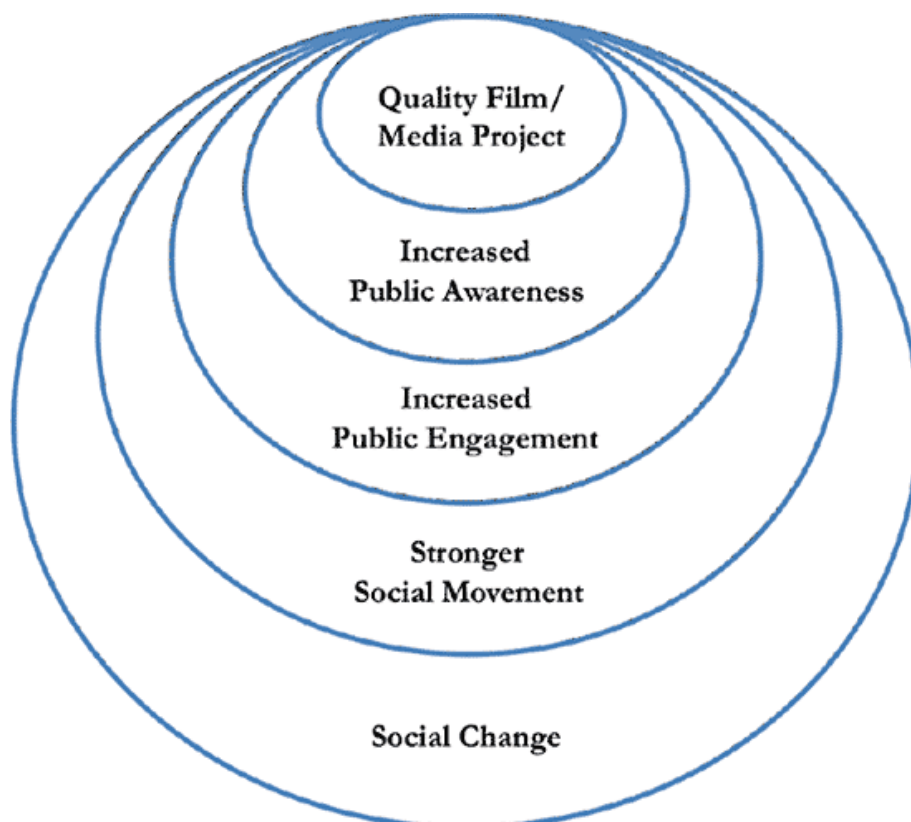 Quality Film/
Media Project
Increased
Public Awareness
Increased
Public Engagement
Stronger
Social Movement
Social Change